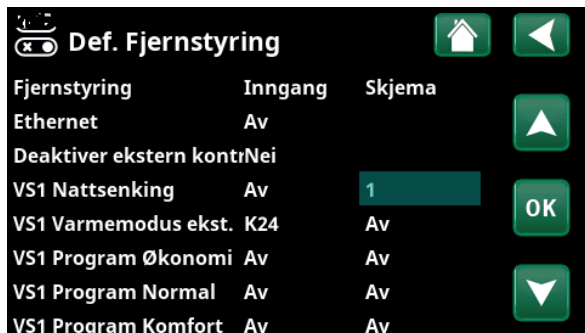 Def. Fjernstyring
Fjernstyring Inngang Skjema
Ethernet Av
Deaktiver ekstern kontrNei
VS1 Nattsenking Av 1
OK
VS1 Varmemodus ekst. K24 Av
VS1 Program Økonomi Av Av
VS1 Program Normal Av Av
VS1 Program Komfort Av Av